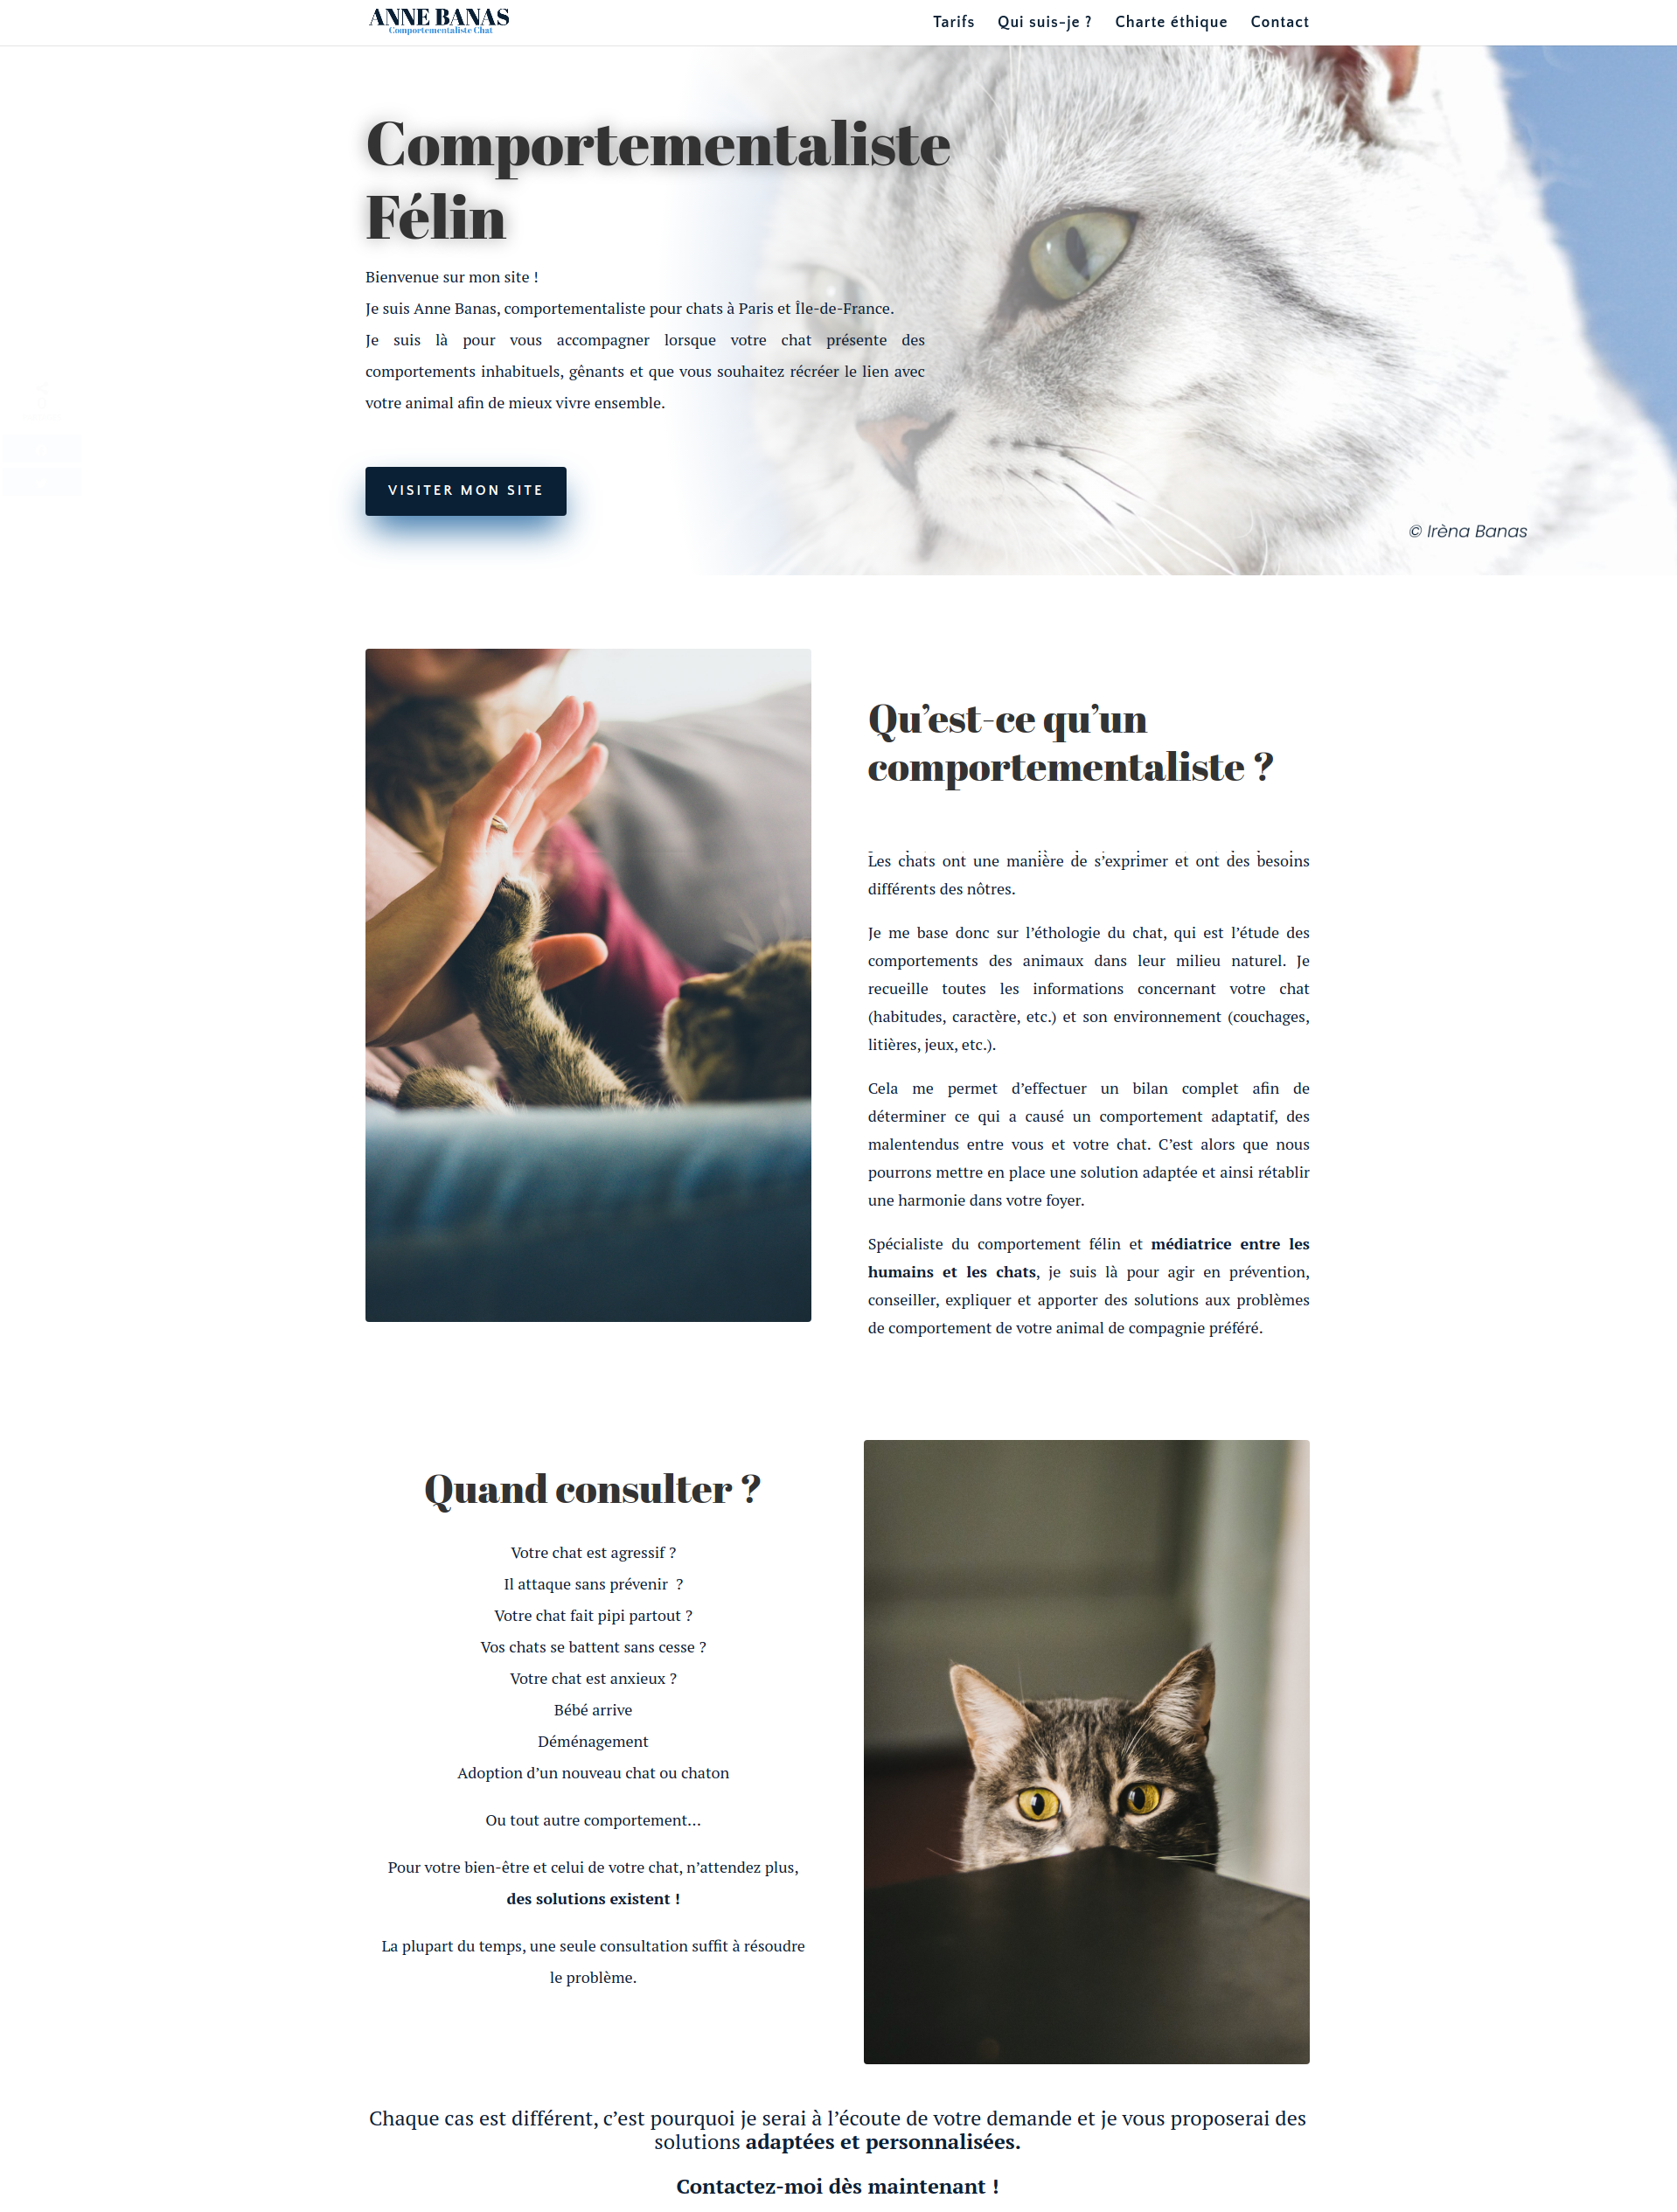 ANNE BANAS
Comportementaliste Chat
Tarifs
Qui suis-je ?
Charte éthique
Contact
Comportementaliste
Félin
Bienvenue sur mon site !
Je suis Anne Banas, comportementaliste pour chats à Paris et Île-de-France.
Je suis là pour vous accompagner lorsque votre chat présente des
comportements inhabituels, gênants et que vous souhaitez récréer le lien avec
votre animal afin de mieux vivre ensemble.
VISITER MON SITE
© Irèna Banas
Qu’est-ce qu’un
comportementaliste ?
Les chats ont une manière de s’exprimer et ont des besoins
différents des nôtres.
Je me base donc sur l’éthologie du chat, qui est l’étude des
comportements des animaux dans leur milieu naturel. Je
recueille toutes les informations concernant votre chat
(habitudes, caractère, etc.) et son environnement (couchages,
litières, jeux, etc.).
Cela me permet d’effectuer un bilan complet afin de
déterminer ce qui a causé un comportement adaptatif, des
malentendus entre vous et votre chat. C’est alors que nous
pourrons mettre en place une solution adaptée et ainsi rétablir
une harmonie dans votre foyer.
Spécialiste du comportement félin et médiatrice entre les
humains et les chats, je suis là pour agir en prévention,
conseiller, expliquer et apporter des solutions aux problèmes
de comportement de votre animal de compagnie préféré.
Quand consulter ?
Votre chat est agressif ?
Il attaque sans prévenir  ?
Votre chat fait pipi partout ?
Vos chats se battent sans cesse ?
Votre chat est anxieux ?
Bébé arrive
Déménagement
Adoption d’un nouveau chat ou chaton
Ou tout autre comportement…
Pour votre bien-être et celui de votre chat, n’attendez plus,
des solutions existent !
La plupart du temps, une seule consultation suffit à résoudre
le problème.
Chaque cas est différent, c’est pourquoi je serai à l’écoute de votre demande et je vous proposerai des
solutions adaptées et personnalisées.
Contactez-moi dès maintenant !